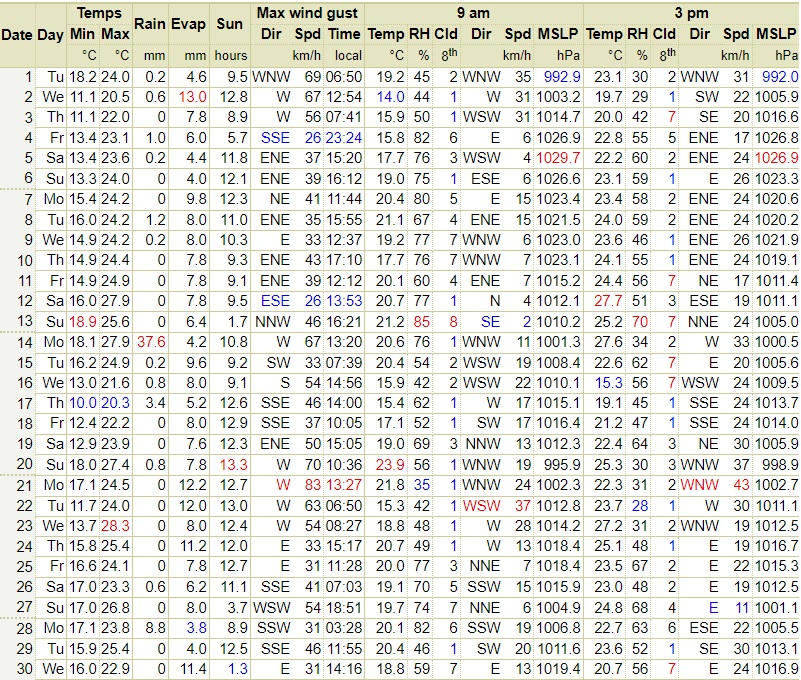 Temps Rain Evap Sun Max wind gust 9 am 3 pm
Date Day Min Max Dir Spd Time Temp RH Cld Dir Spd MSLP Temp RH Cld Dir Spd MSLP
°C °C mm mm hours km/h local °C % 8th km/h hPa °C % 8th km/h hPa
1 Tu 18.2 24.0 0.2 4.6 9.5 WNW 69 06:50 19.2 45 2 WNW 35 992.9 23.1 30 2 WNW 31 992.0
2 We 11.1 20.5 0.6 13.0 12.8 W 67 12:54 14.0 44 1 W 31 1003.2 19.7 29 1 SW 22 1005.9
3 Th 11.1 22.0 0 7.8 8.9 W 56 07:41 15.9 50 1 WSW 31 1014.7 20.0 42 7 SE 20 1016.6
4 Fr 13.4 23.1 1.0 6.0 5.7 SSE 26 23:24 15.8 82 6 E 6 1026.9 22.8 55 5 ENE 17 1026.8
5 Sa 13.4 23.6 0.2 4.4 11.8 ENE 37 15:20 17.7 76 3 WSW 4 1029.7 22.2 60 2 ENE 24 1026.9
6 Su 13.3 24.0 0 4.0 12.1 ENE 39 16:12 19.0 75 1 ESE 6 1026.6 23.1 59 1 E 26 1023.3
7 Mo 15.4 24.2 0 9.8 12.3 NE 41 11:44 20.4 80 5 E 15 1023.4 23.4 58 2 ENE 24 1020.6
8 Tu 16.0 24.2 1.2 8.0 11.0 ENE 35 15:55 21.1 67 4 ENE 15 1021.5 24.0 59 2 ENE 24 1020.2
9 We 14.9 24.2 0.2 8.0 10.3 E 33 12:37 19.2 77 7 WNW 6 1023.0 23.6 46 1 ENE 26 1021.9
10 Th 14.9 24.4 0 7.8 9.3 ENE 43 17:10 17.7 76 7 WNW 7 1023.1 24.1 55 1 ENE 24 1019.1
11 Fr 14.9 24.9 0 7.8 9.1 ENE 39 12:12 20.1 60 4 ENE 7 1015.2 24.4 56 7 NE 17 1011.4
12 Sa 16.0 27.9 0 7.8 9.5 ESE 26 13:53 20.7 77 1 N 4 1012.1 27.7 51 3 ESE 19 1011.1
13 Su 18.9 25.6 0 6.4 1.7 NNW 46 16:21 21.2 85 8 SE 2 1010.2 25.2 70 7 NNE 24 1005.0
14 Mo 18.1 27.9 37.6 4.2 10.8 W 67 13:20 20.6 76 1 WNW 11 1001.3 27.6 34 2 W 33 1000.5
15 Tu 16.2 24.9 0.2 9.6 9.2 SW 33 07:39 20.4 54 2 WSW 19 1008.4 22.6 62 7 E 20 1005.6
16 We 13.0 21.6 0.8 8.0 9.1 S 54 14:56 15.9 42 2 WSW 22 1010.1 15.3 56 7 WSW 24 1009.5
17 Th 10.0 20.3 3.4 5.2 12.6 SSE 46 14:00 15.4 62 1 W 17 1015.1 19.1 45 1 SSE 24 1013.7
18 Fr 12.4 22.2 0 8.0 12.9 SSE 37 10:05 17.1 52 1 SW 17 1016.4 21.2 47 1 SSE 24 1014.0
19 Sa 12.9 23.9 0 7.6 12.3 ENE 50 15:05 19.0 69 3 NNW 13 1012.3 22.4 64 3 NE 30 1005.9
20 Su 18.0 27.4 0.8 7.8 13.3 W 70 10:36 23.9 56 1 WNW 19 995.9 25.3 30 3 WNW 37 998.9
21 Mo 17.1 24.5 0 12.2 12.7 W 83 13:27 21.8 35 1 WNW 24 1002.3 22.3 31 2 WNW 43 1002.7
22 Tu 11.7 24.0 0 12.0 13.0 W 63 06:50 15.3 42 1 WSW 37 1012.8 23.7 28 1 W 30 1011.1
23 We 13.7 28.3 0 8.0 12.4 W 54 08:27 18.8 48 1 W 28 1014.2 27.2 31 2 WNW 19 1012.5
24 Th 15.8 25.4 0 11.2 12.0 E 33 15:17 20.7 49 1 W 13 1018.4 25.1 48 1 E 19 1016.7
25 Fr 16.6 24.1 0 7.8 12.7 E 31 11:28 20.0 77 3 NNE 7 1018.4 23.5 67 2 E 22 1015.3
26 Sa 17.0 23.3 0.6 6.2 11.1 SSE 41 07:03 19.1 70 5 SSW 15 1015.9 23.0 48 2 E 19 1012.5
27 Su 17.0 26.8 0 8.0 3.7 WSW 54 18:51 19.7 74 7 NNE 6 1004.9 24.8 68 4 E 11 1001.1
28 Mo 17.1 23.8 8.8 3.8 8.9 SSW 31 03:28 20.1 82 6 SSW 19 1006.8 22.7 63 6 ESE 22 1005.5
29 Tu 15.9 25.4 0 4.0 12.5 SSE 46 11:55 20.4 46 1 SW 20 1011.6 23.6 52 1 SE 30 1013.1
30 We 16.0 22.9 0 11.4 1.3 E 31 14:16 18.8 59 7 E 13 1019.4 20.7 56 7 E 24 1016.9